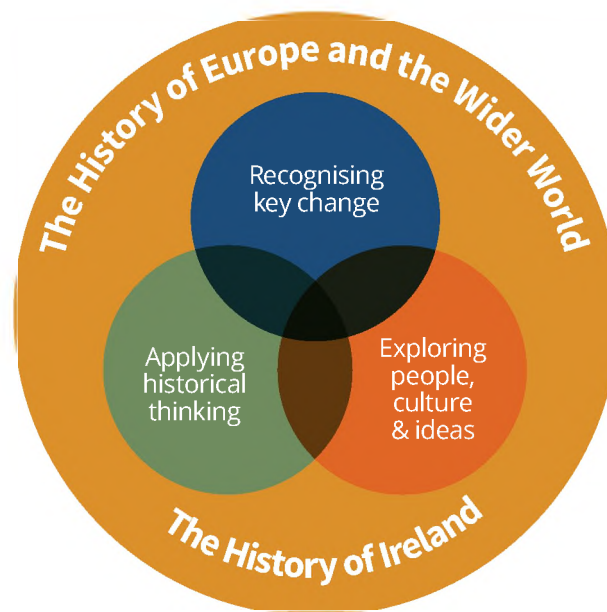 The History of Europe and the Wider World
Recognising
key change
Applying
historical
thinking
Exploring
people,
culture
& ideas
The History of Ireland